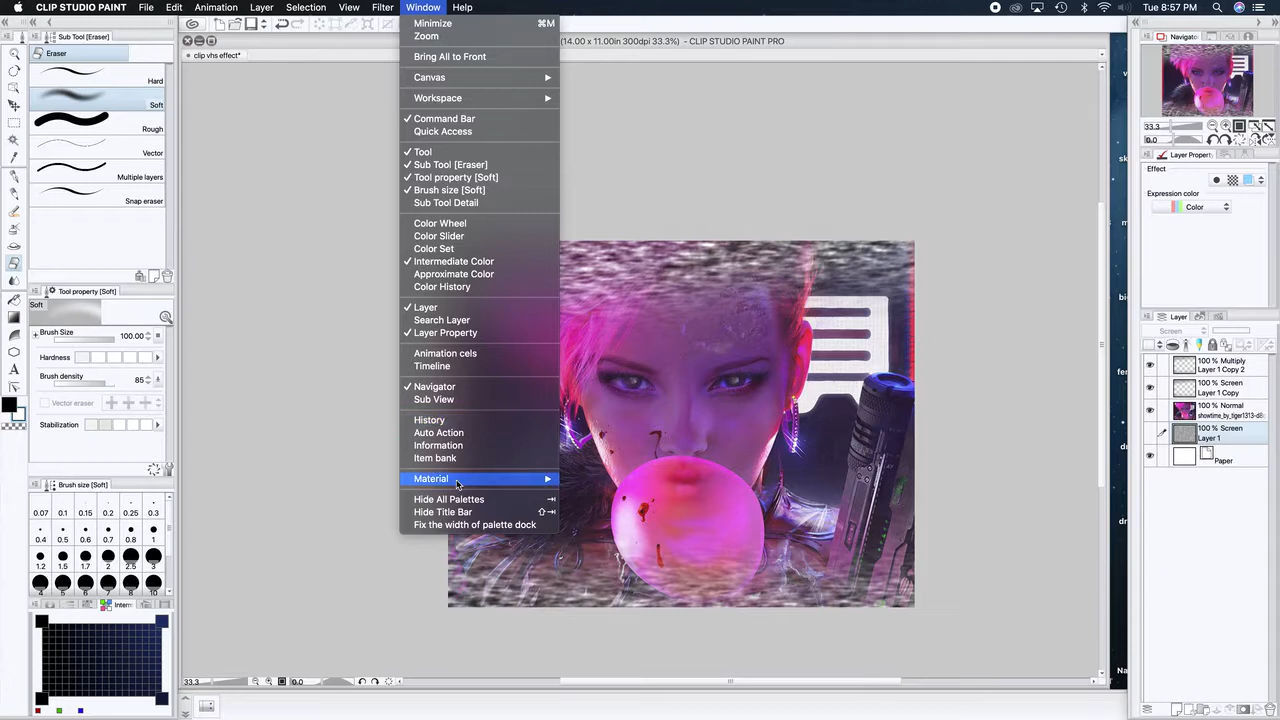 CLIP STUDIO PAINT File Edit Animation Layer Selection View Filter Window Help
Tue 8:57 PM
(14.00 x 11.00in 300dpi 33.3%) - CLIP STUDIO PAINT PRO
clip vhs effect*
Sub Tool [Eraser]
Eraser
Hard
Soft
Rough
Vector
Multiple layers
Snap eraser
Tool property [Soft]
Soft
Brush Size 100.00
Hardness
Brush density 85
Vector eraser
Stabilization
Brush size [Soft]
0.07 0.1 0.15 0.2 0.25 0.3
0.4 0.5 0.6 0.7 0.8 1
1.2 1.5 1.7 2 2.5 3
4 5 6 7 8 10
Interm
Minimize ⌘M
Zoom
Bring All to Front
Canvas
Workspace
✓ Command Bar
Quick Access
✓ Tool
✓ Sub Tool [Eraser]
✓ Tool property [Soft]
✓ Brush size [Soft]
Sub Tool Detail
Color Wheel
Color Slider
Color Set
✓ Intermediate Color
Approximate Color
Color History
✓ Layer
Search Layer
✓ Layer Property
Animation cels
Timeline
✓ Navigator
Sub View
History
Auto Action
Information
Item bank
Material
Hide All Palettes
Hide Title Bar
Fix the width of palette dock
33.3 0.0
Navigator
33.3
0.0
Layer Property
Effect
Expression color
Color
Layer
Screen
100 % Multiply
Layer 1 Copy 2
100 % Screen
Layer 1 Copy
100 % Normal
showtime_by_tiger1313-d8
100 % Screen
Layer 1
Paper